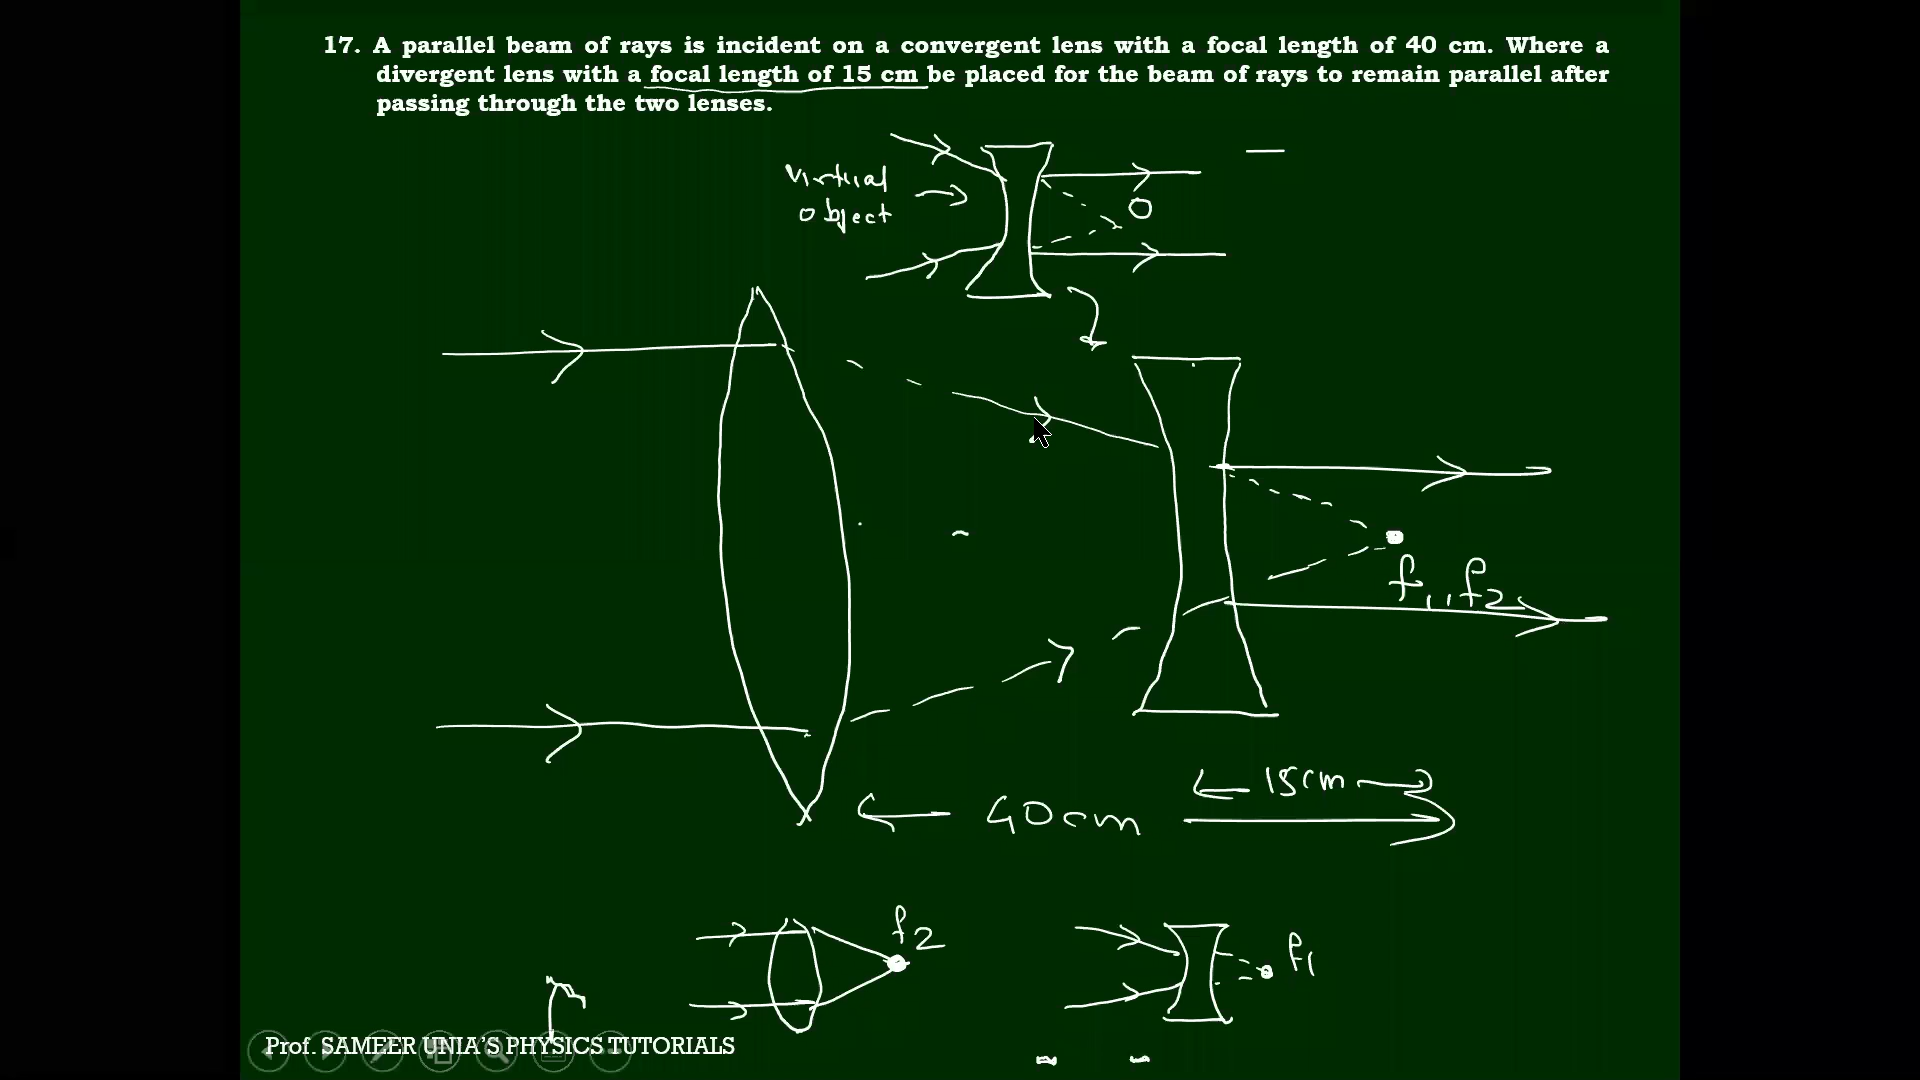 17. A parallel beam of rays is incident on a convergent lens with a focal length of 40 cm. Where a
divergent lens with a focal length of 15 cm be placed for the beam of rays to remain parallel after
passing through the two lenses.
virtual
object
O
f1, f2
15cm
40cm
f2
f1
Prof. SAMEER UNIA'S PHYSICS TUTORIALS